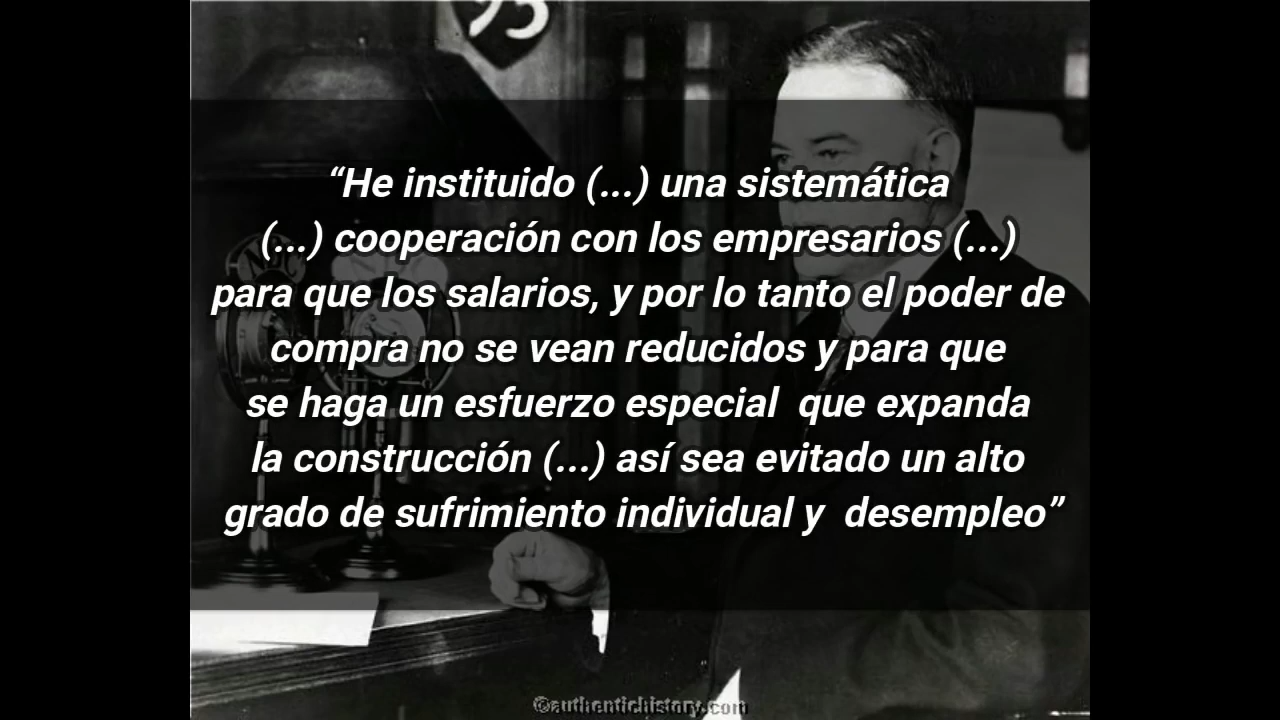 95
“He instituido (...) una sistemática
(...) cooperación con los empresarios (...)
para que los salarios, y por lo tanto el poder de
compra no se vean reducidos y para que
se haga un esfuerzo especial  que expanda
la construcción (...) así sea evitado un alto
grado de sufrimiento individual y  desempleo”
©authentichistory.com